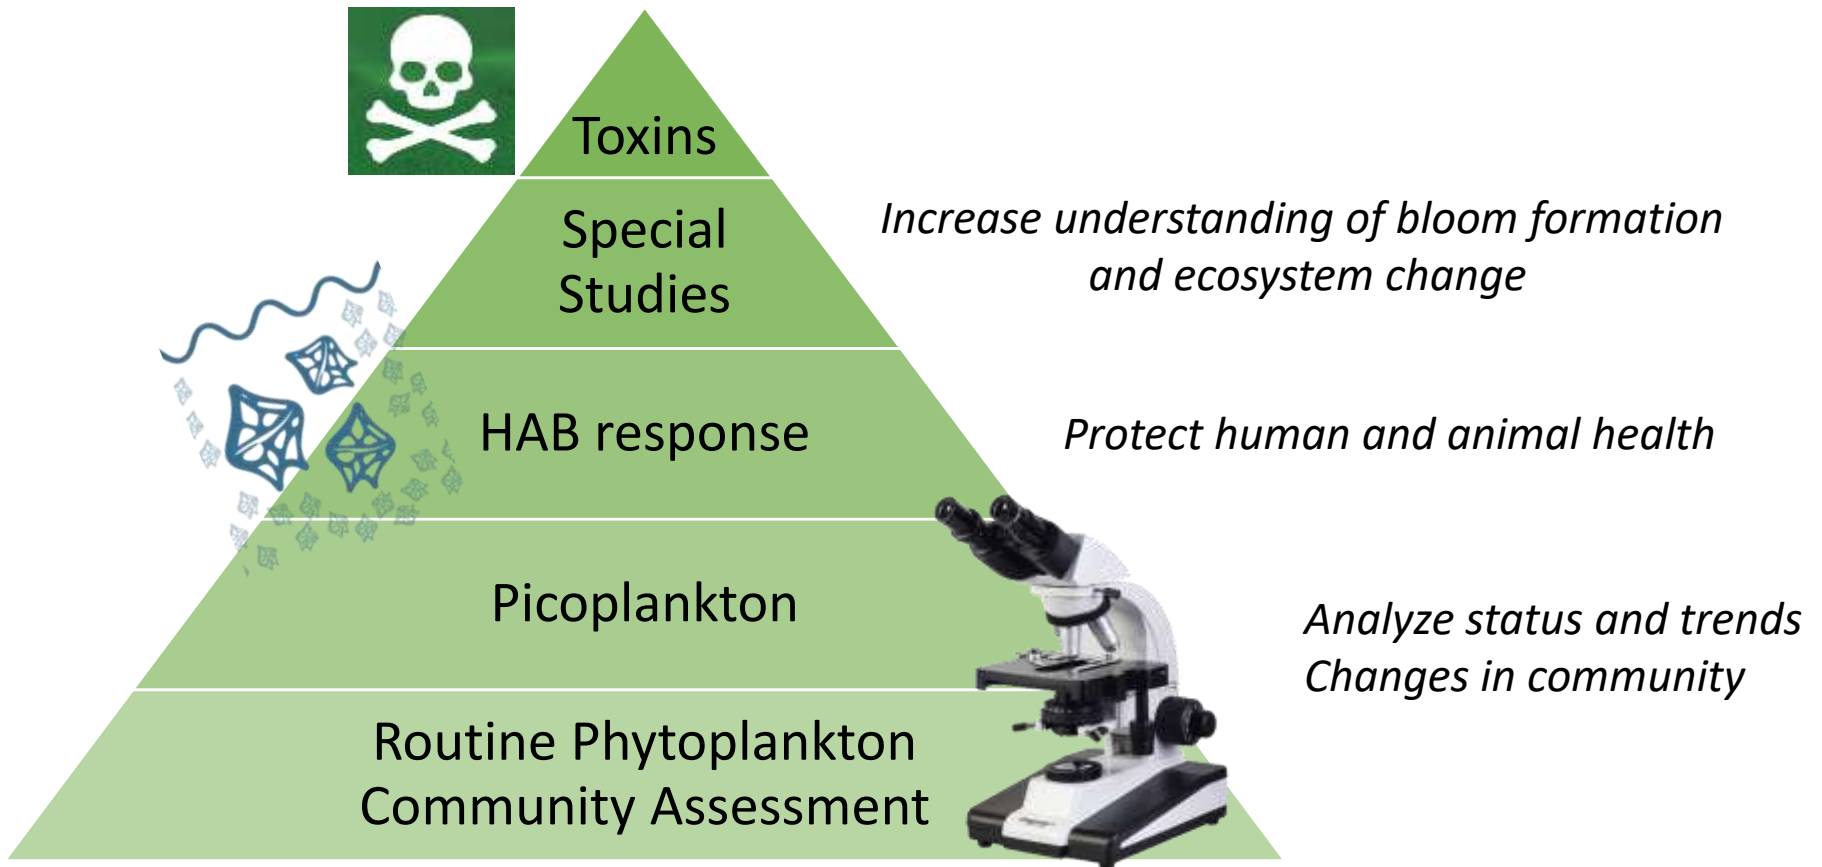 Toxins
Special
Studies
Increase understanding of bloom formation
and ecosystem change
HAB response
Protect human and animal health
Picoplankton
Analyze status and trends
Changes in community
Routine Phytoplankton
Community Assessment